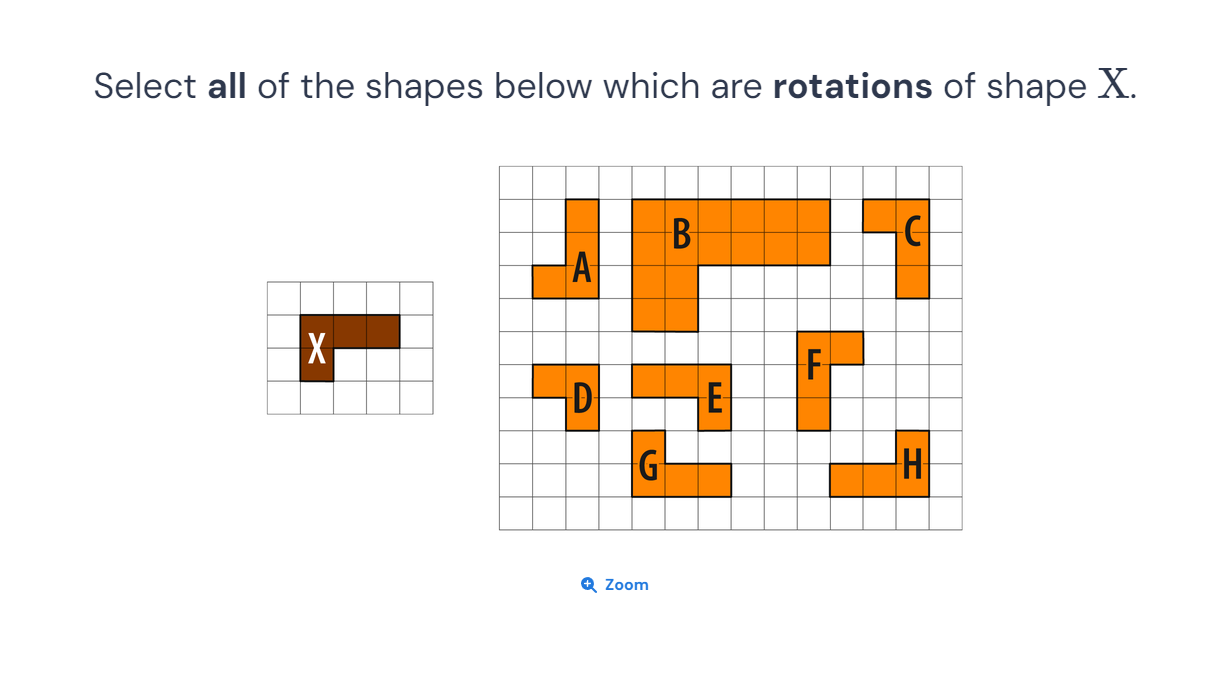 Select all of the shapes below which are rotations of shape X.
B
C
A
X
F
D
E
G
H
Zoom